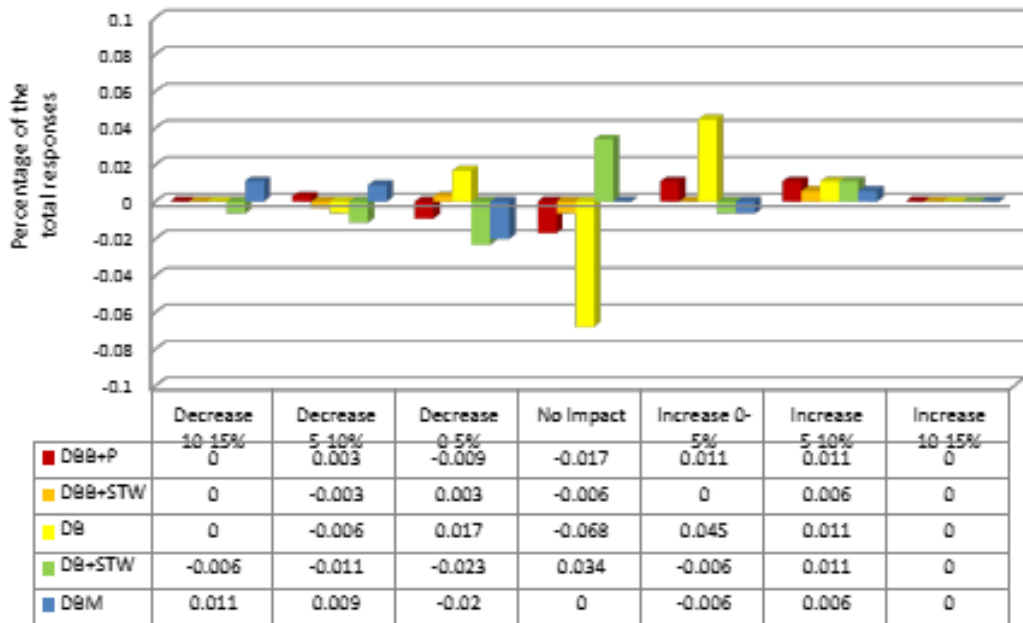 Percentage of the
total responses
0.1
0.08
0.06
0.04
0.02
0
-0.02
-0.04
-0.06
-0.08
-0.1
Decrease 10-15% Decrease 5-10% Decrease 0-5% No Impact Increase 0-5% Increase 5-10% Increase 10-15%
DBB+P 0 0.003 -0.009 -0.017 0.011 0.011 0
DBB+STW 0 -0.003 0.003 -0.006 0 0.006 0
DB 0 -0.006 0.017 -0.068 0.045 0.011 0
DB+STW -0.006 -0.011 -0.023 0.034 -0.006 0.011 0
DBM 0.011 0.009 -0.02 0 -0.006 0.006 0